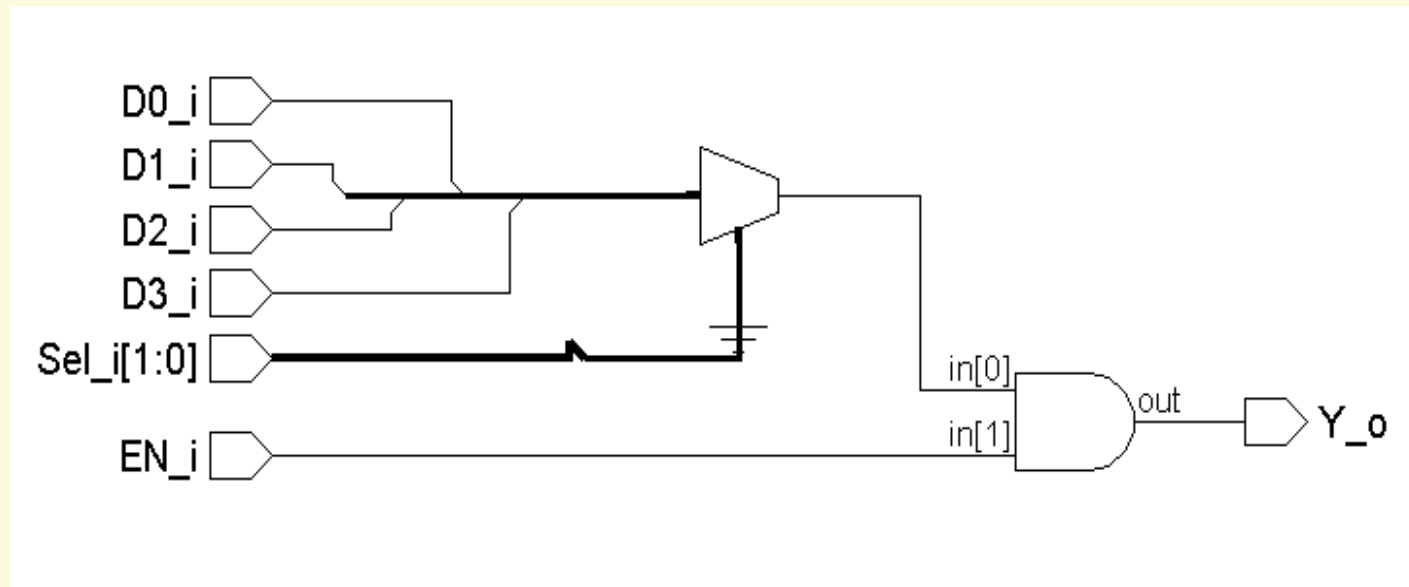 D0_i
D1_i
D2_i
D3_i
Sel_i[1:0]
EN_i
in[0]
in[1]
out
Y_o